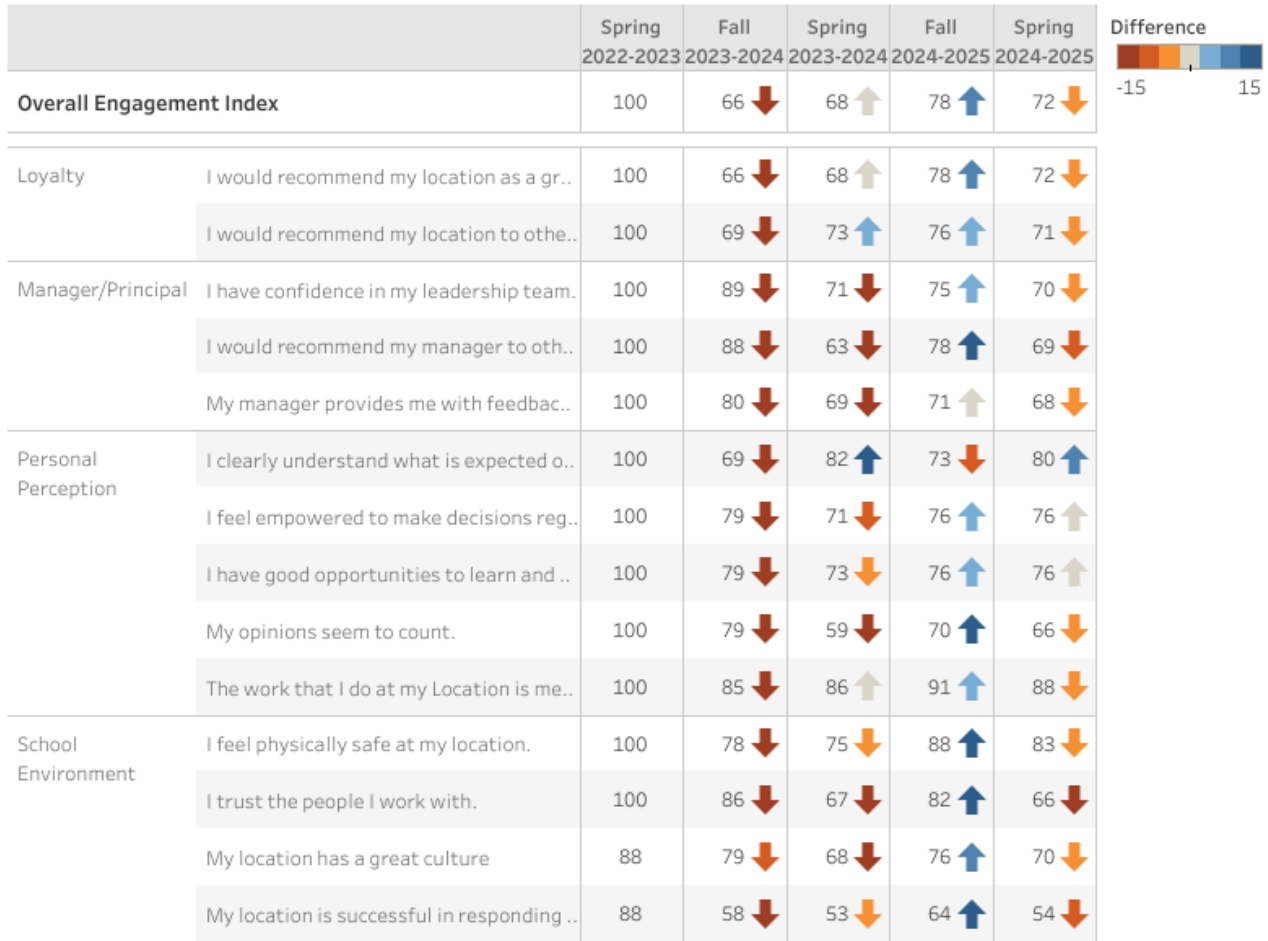 Spring Fall Spring Fall Spring Difference
2022-2023 2023-2024 2023-2024 2024-2025 2024-2025
-15 15
Overall Engagement Index 100 66 68 78 72
Loyalty I would recommend my location as a gr.. 100 66 68 78 72
I would recommend my location to othe.. 100 69 73 76 71
Manager/Principal I have confidence in my leadership team. 100 89 71 75 70
I would recommend my manager to oth.. 100 88 63 78 69
My manager provides me with feedbac.. 100 80 69 71 68
Personal Perception I clearly understand what is expected o.. 100 69 82 73 80
I feel empowered to make decisions reg.. 100 79 71 76 76
I have good opportunities to learn and .. 100 79 73 76 76
My opinions seem to count. 100 79 59 70 66
The work that I do at my Location is me.. 100 85 86 91 88
School Environment I feel physically safe at my location. 100 78 75 88 83
I trust the people I work with. 100 86 67 82 66
My location has a great culture 88 79 68 76 70
My location is successful in responding .. 88 58 53 64 54